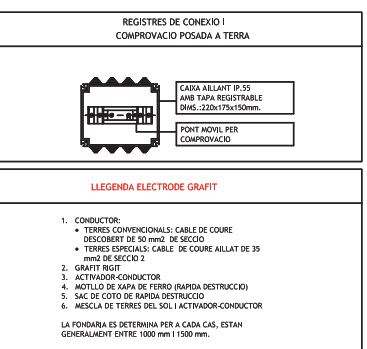 REGISTRES DE CONEXIO I
COMPROVACIO POSADA A TERRA
CAIXA AILLANT IP.55
AMB TAPA REGISTRABLE
DIMS.:220x175x150mm.
PONT MOVIL PER
COMPROVACIO
LLEGENDA ELECTRODE GRAFIT
1. CONDUCTOR:
• TERRES CONVENCIONALS: CABLE DE COURE
DESCOBERT DE 50 mm2 DE SECCIO
• TERRES ESPECIALS: CABLE DE COURE AILLAT DE 35
mm2 DE SECCIO 2
2. GRAFIT RIGIT
3. ACTIVADOR-CONDUCTOR
4. MOTLLO DE XAPA DE FERRO (RAPIDA DESTRUCCIO)
5. SAC DE COTO DE RAPIDA DESTRUCCIO
6. MESCLA DE TERRES DEL SOL I ACTIVADOR-CONDUCTOR
LA FONDARIA ES DETERMINA PER A CADA CAS, ESTAN
GENERALMENT ENTRE 1000 mm I 1500 mm.